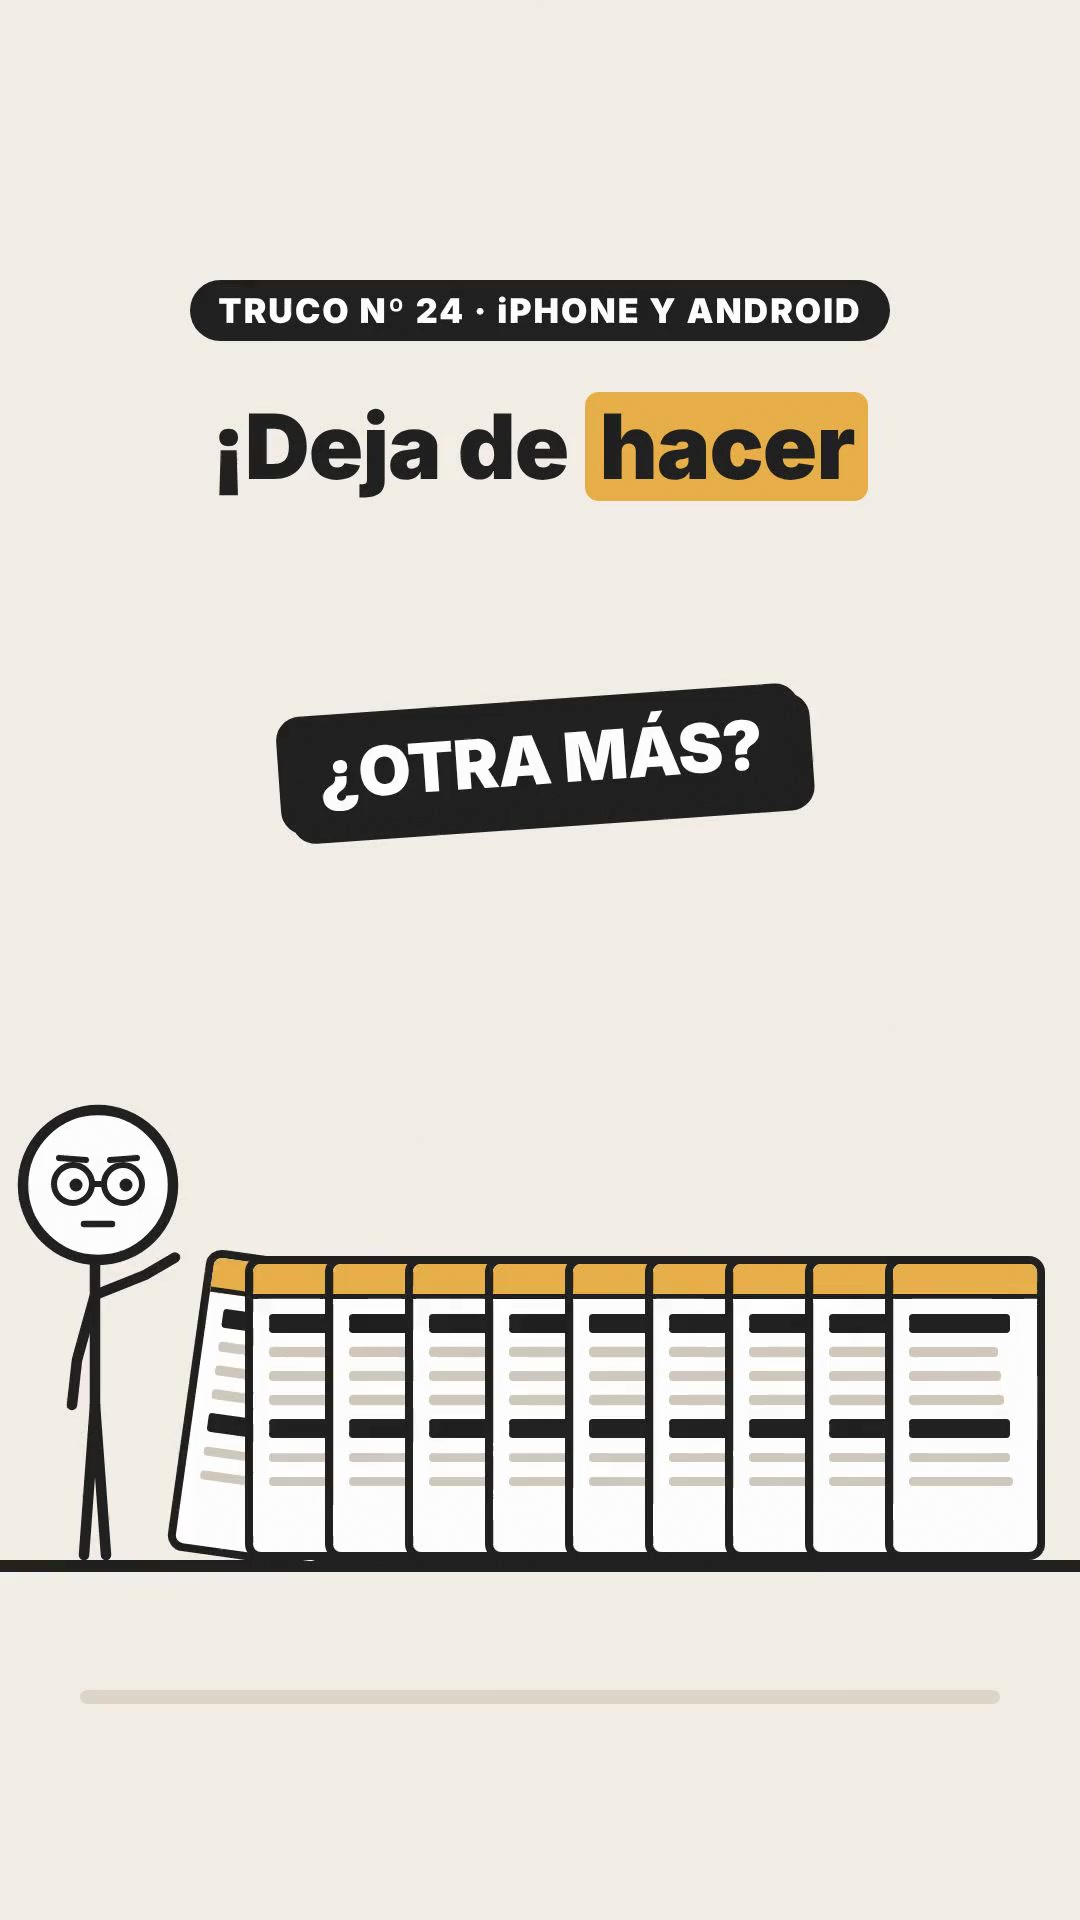 TRUCO Nº 24 · iPHONE Y ANDROID
¡Deja de hacer
¿OTRA MÁS?